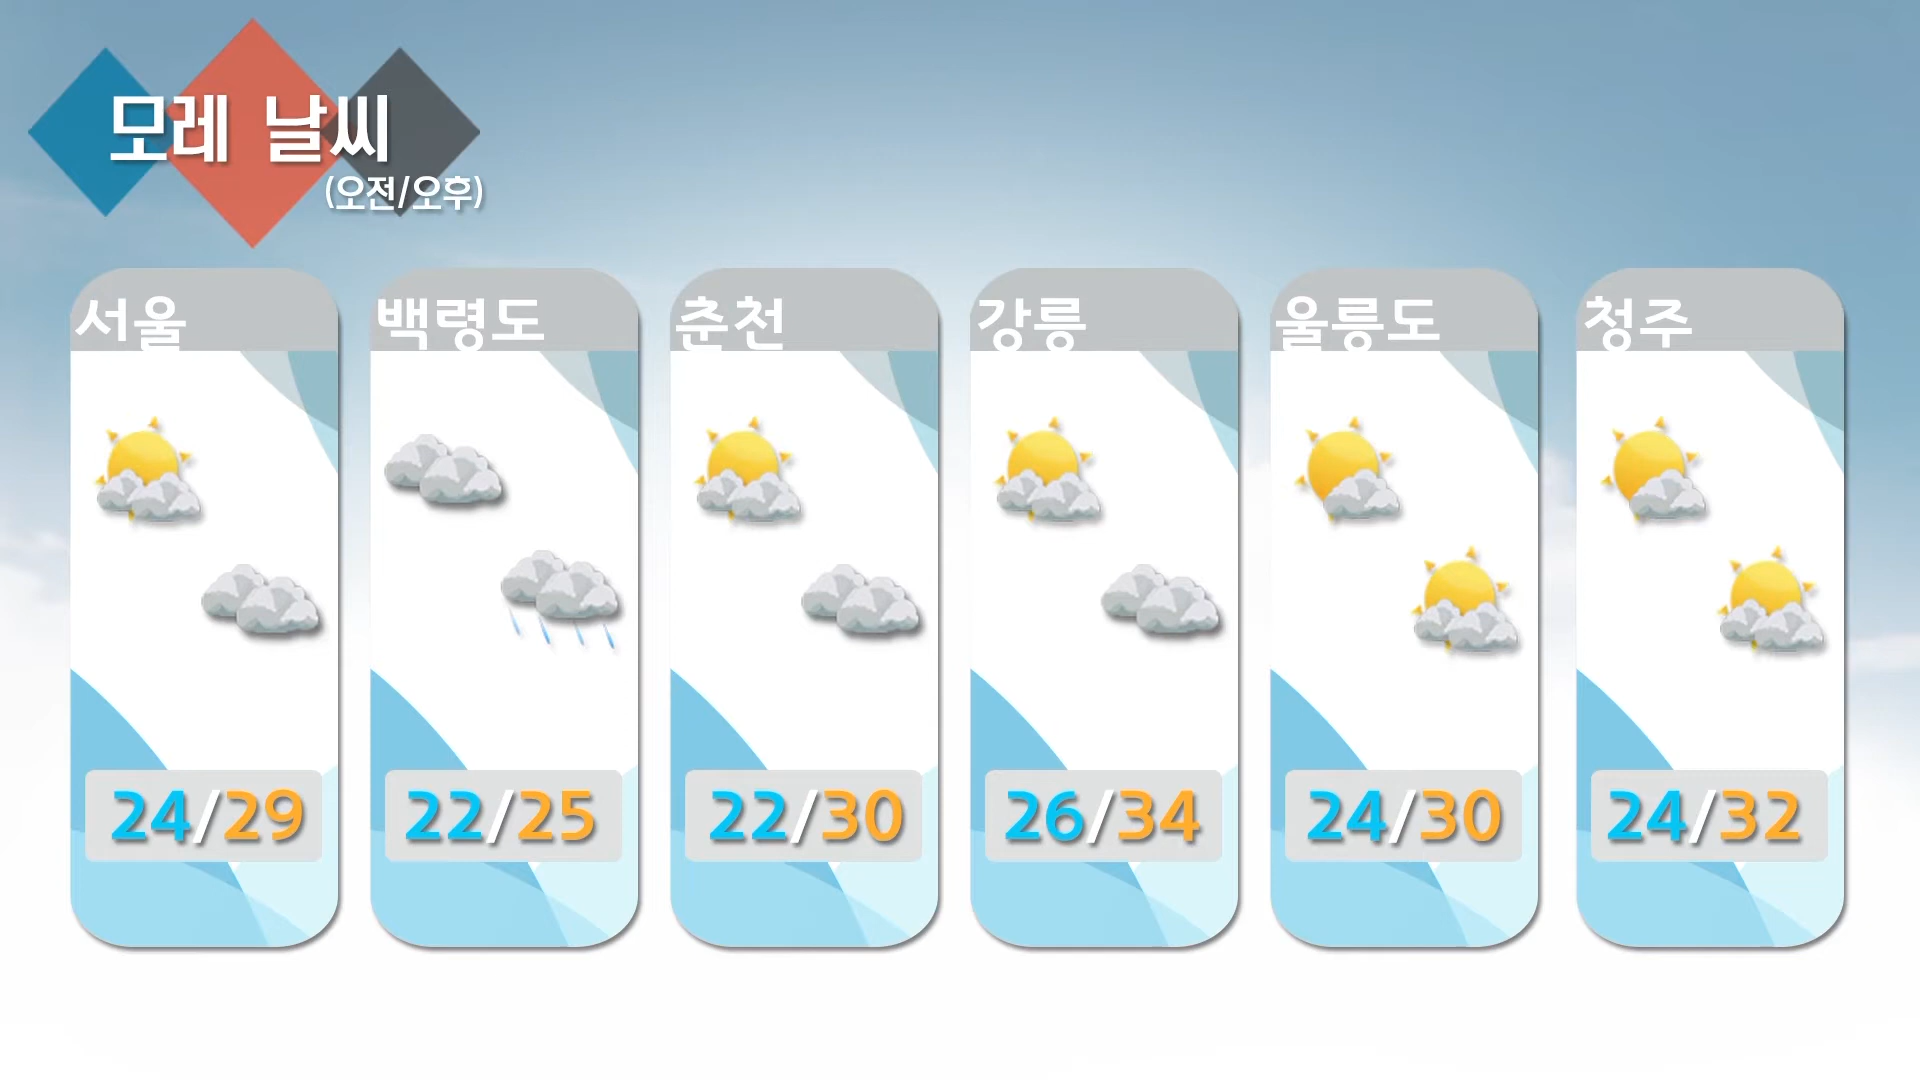 모레 날씨
(오전/오후)
서울
백령도
춘천
강릉
울릉도
청주
24/29
22/25
22/30
26/34
24/30
24/32